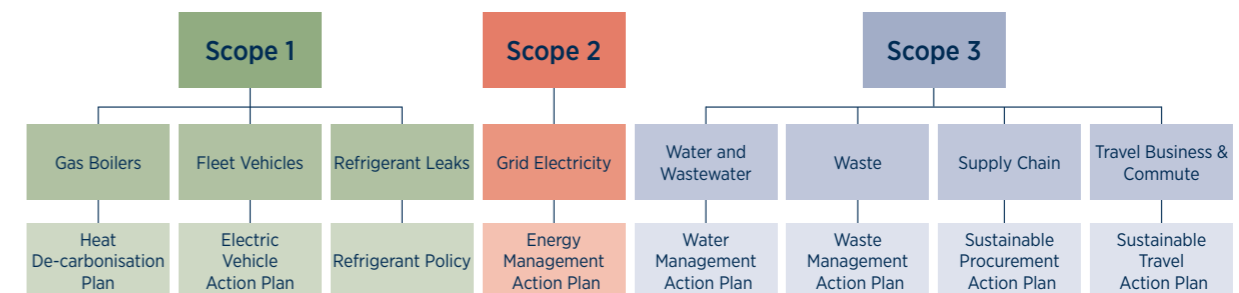 Scope 1
Scope 2
Scope 3
Gas Boilers
Fleet Vehicles
Refrigerant Leaks
Grid Electricity
Water and
Wastewater
Waste
Supply Chain
Travel Business &
Commute
Heat
De-carbonisation
Plan
Electric
Vehicle
Action Plan
Refrigerant Policy
Energy
Management
Action Plan
Water
Management
Action Plan
Waste
Management
Action Plan
Sustainable
Procurement
Action Plan
Sustainable
Travel
Action Plan